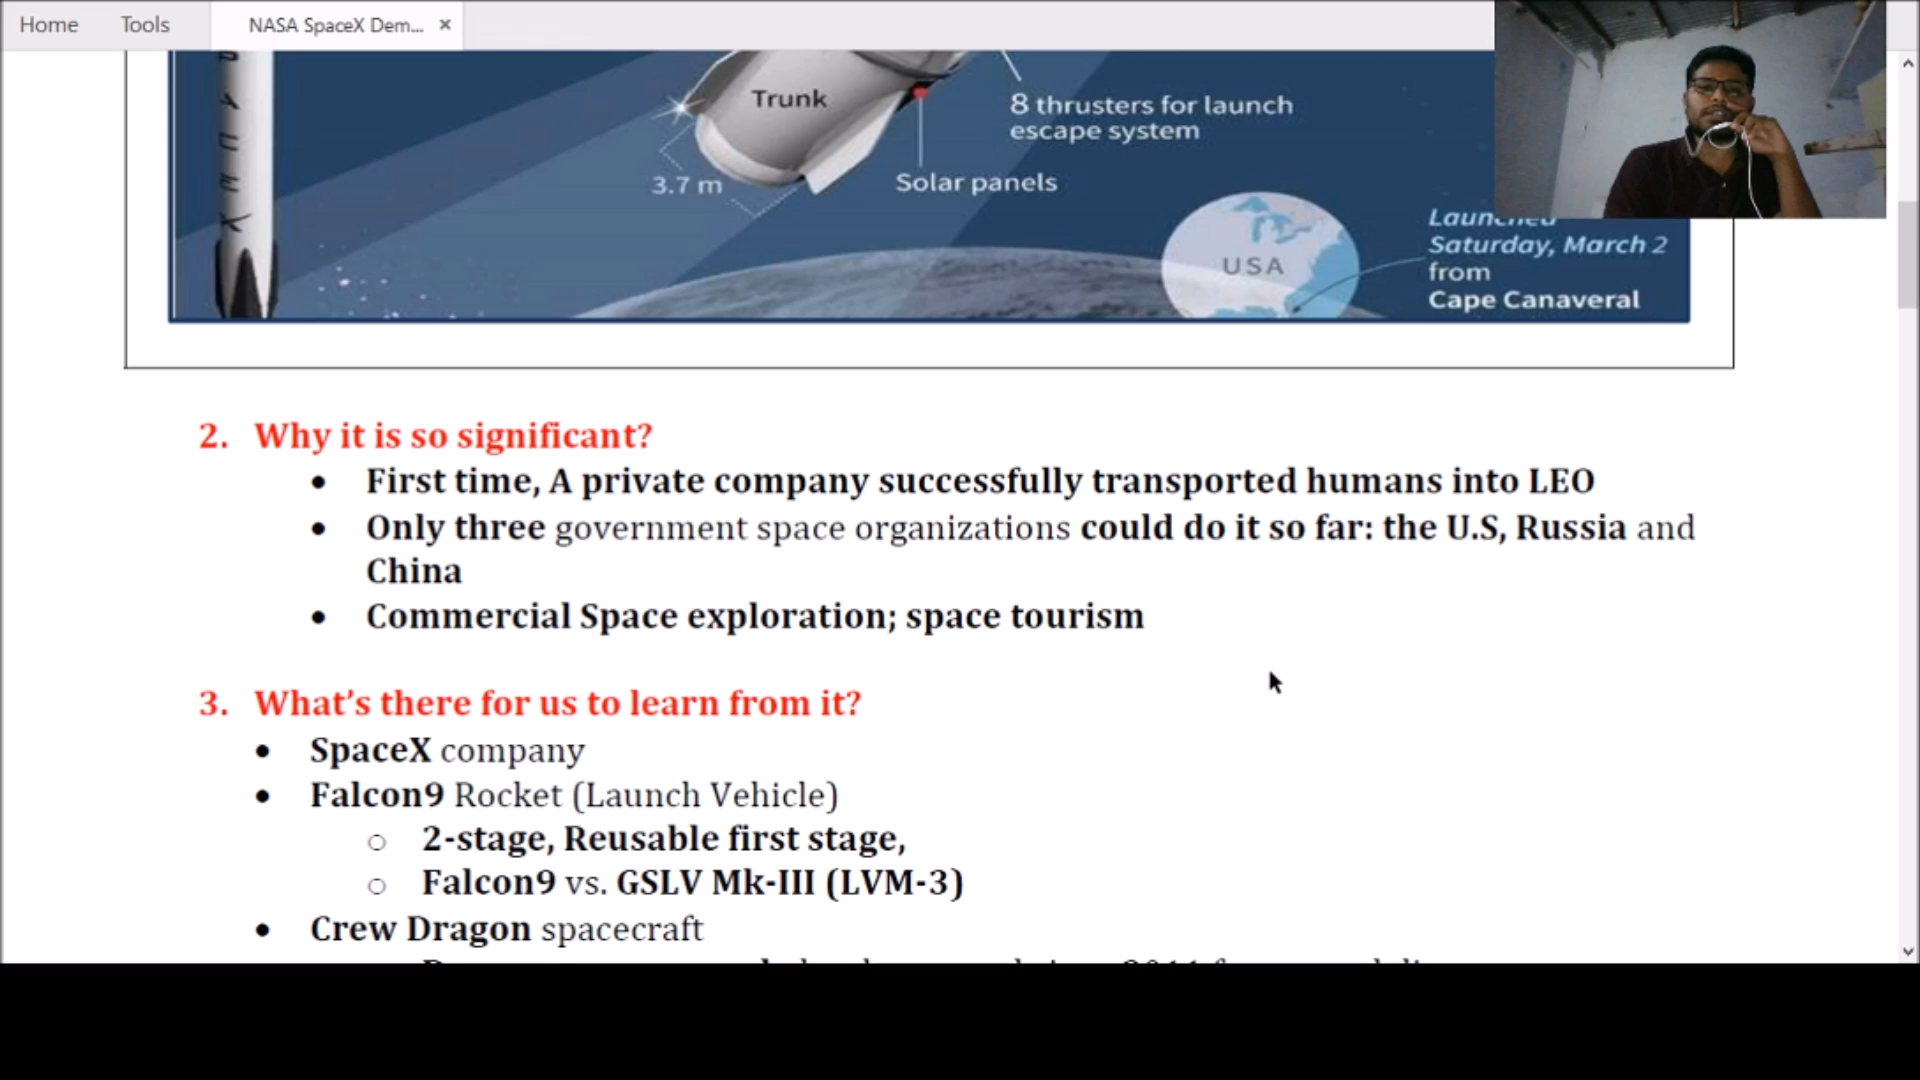 Home Tools NASA SpaceX Dem... ×
Trunk
8 thrusters for launch
escape system
3.7 m
Solar panels
Launched
Saturday, March 2
from
Cape Canaveral
USA
2. Why it is so significant?
• First time, A private company successfully transported humans into LEO
• Only three government space organizations could do it so far: the U.S, Russia and
China
• Commercial Space exploration; space tourism
3. What's there for us to learn from it?
• SpaceX company
• Falcon9 Rocket (Launch Vehicle)
○ 2-stage, Reusable first stage,
○ Falcon9 vs. GSLV Mk-III (LVM-3)
• Crew Dragon spacecraft